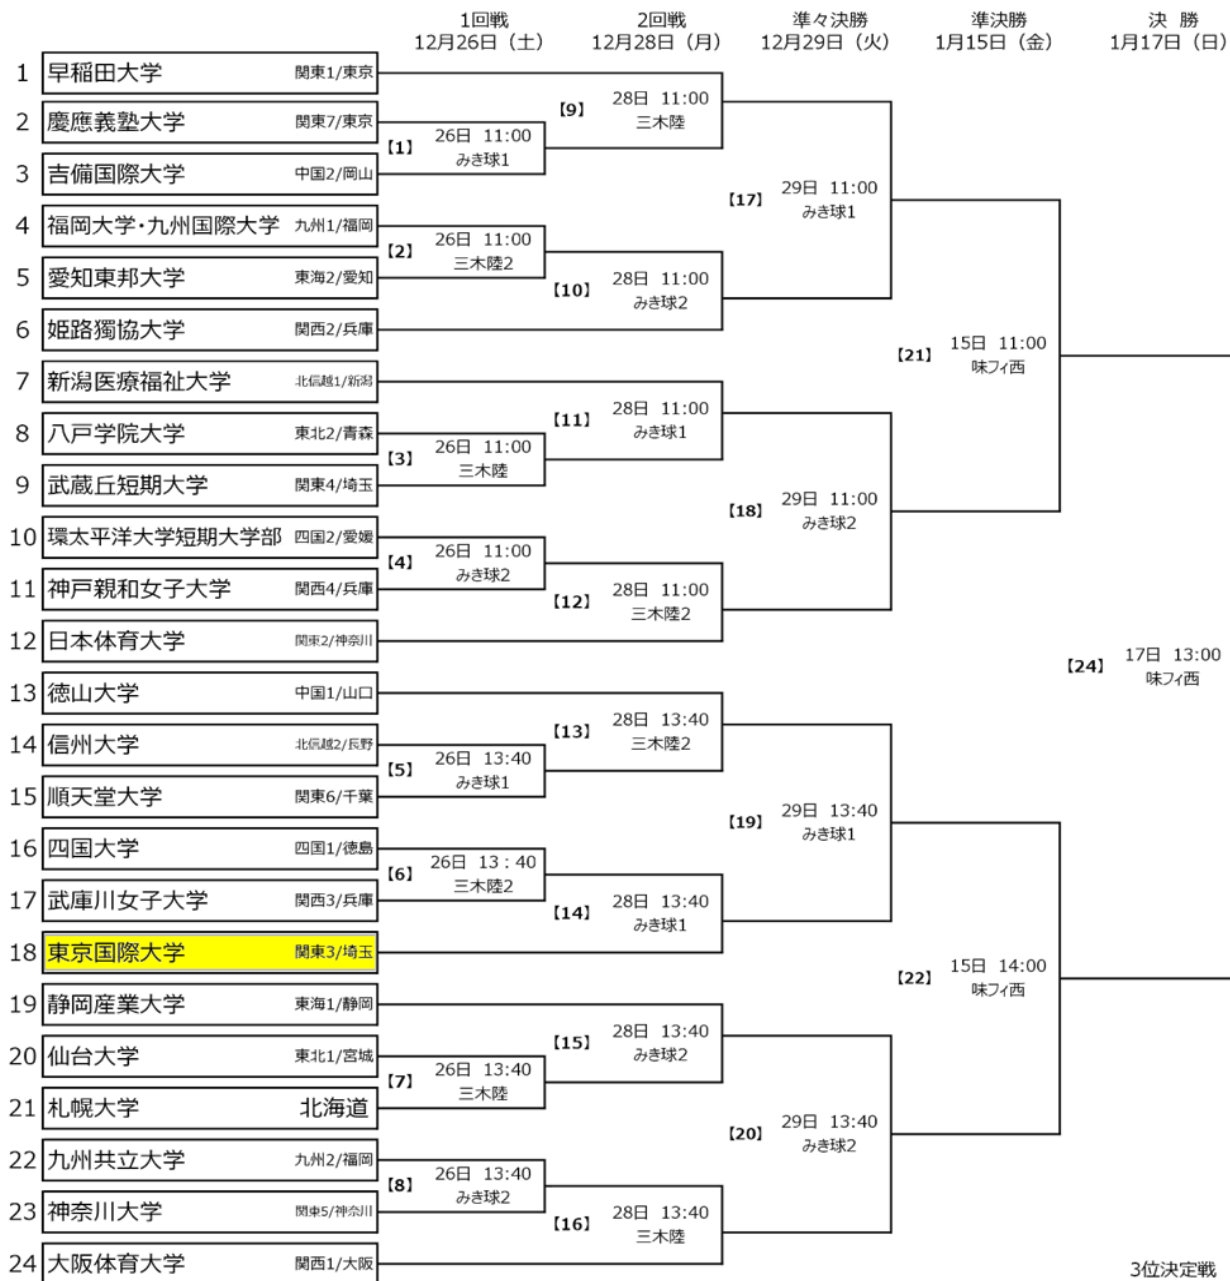 1回戦 2回戦 準々決勝 準決勝 決 勝
12月26日（土） 12月28日（月） 12月29日（火） 1月15日（金） 1月17日（日）
1 早稲田大学 関東1/東京
2 慶應義塾大学 関東7/東京
3 吉備国際大学 中国2/岡山
4 福岡大学・九州国際大学 九州1/福岡
5 愛知東邦大学 東海2/愛知
6 姫路獨協大学 関西2/兵庫
7 新潟医療福祉大学 北信越1/新潟
8 八戸学院大学 東北2/青森
9 武蔵丘短期大学 関東4/埼玉
10 環太平洋大学短期大学部 四国2/愛媛
11 神戸親和女子大学 関西4/兵庫
12 日本体育大学 関東2/神奈川
13 徳山大学 中国1/山口
14 信州大学 北信越2/長野
15 順天堂大学 関東6/千葉
16 四国大学 四国1/徳島
17 武庫川女子大学 関西3/兵庫
18 東京国際大学 関東3/埼玉
19 静岡産業大学 東海1/静岡
20 仙台大学 東北1/宮城
21 札幌大学 北海道
22 九州共立大学 九州2/福岡
23 神奈川大学 関東5/神奈川
24 大阪体育大学 関西1/大阪
【1】 26日 11:00
みき球1
【2】 26日 11:00
三木陸2
【3】 26日 11:00
三木陸
【4】 26日 11:00
みき球2
【5】 26日 13:40
みき球1
【6】 26日 13：40
三木陸2
【7】 26日 13:40
三木陸
【8】 26日 13:40
みき球2
【9】 28日 11:00
三木陸
【10】 28日 11:00
みき球2
【11】 28日 11:00
みき球1
【12】 28日 11:00
三木陸2
【13】 28日 13:40
三木陸2
【14】 28日 13:40
みき球1
【15】 28日 13:40
みき球2
【16】 28日 13:40
三木陸
【17】 29日 11:00
みき球1
【18】 29日 11:00
みき球2
【19】 29日 13:40
みき球1
【20】 29日 13:40
みき球2
【21】 15日 11:00
味フィ西
【22】 15日 14:00
味フィ西
【24】 17日 13:00
味フィ西
3位決定戦